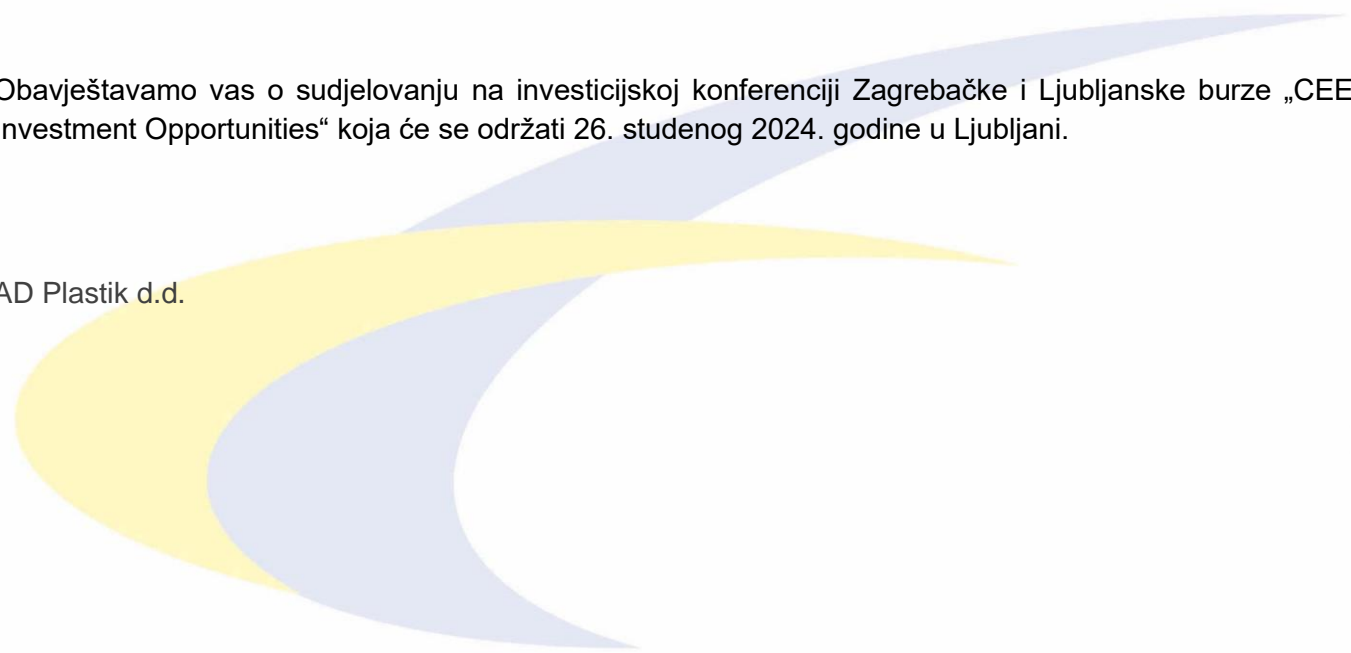 Obavještavamo vas o sudjelovanju na investicijskoj konferenciji Zagrebačke i Ljubljanske burze „CEE
Investment Opportunities“ koja će se održati 26. studenog 2024. godine u Ljubljani.
AD Plastik d.d.